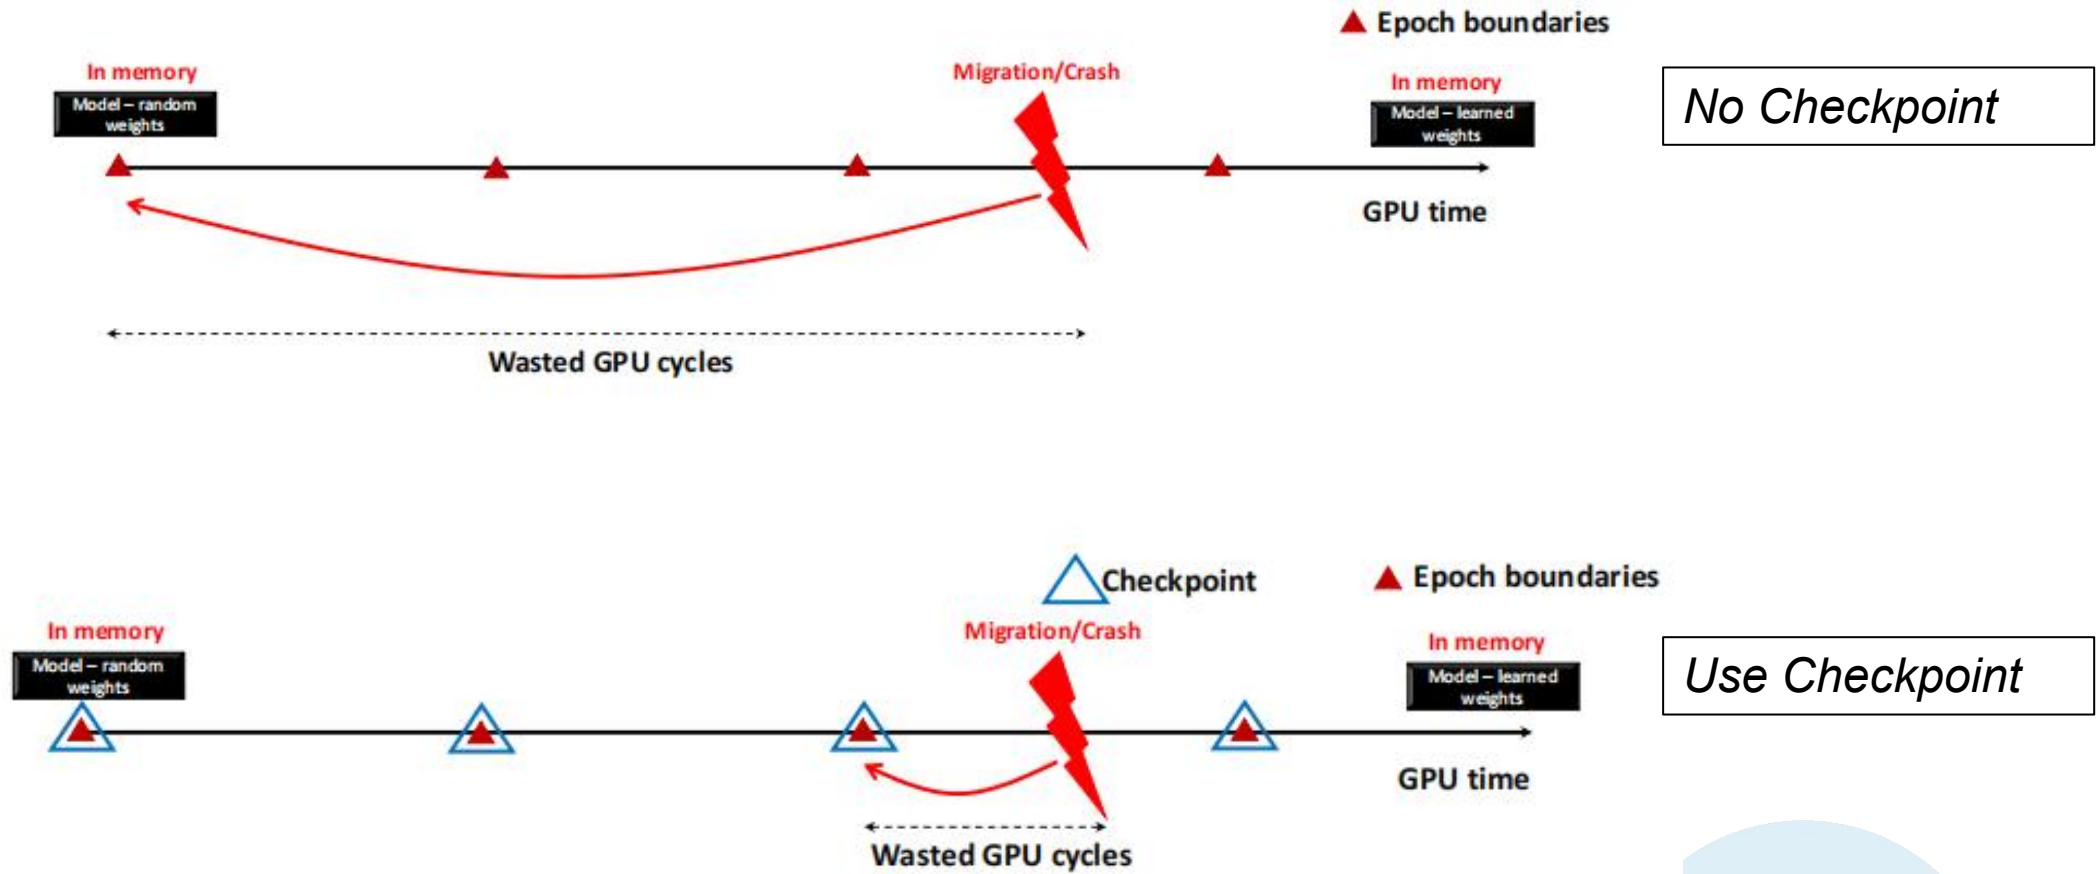 Epoch boundaries
In memory
Model – random
weights
Migration/Crash
In memory
Model – learned
weights
No Checkpoint
GPU time
Wasted GPU cycles
Checkpoint
Epoch boundaries
In memory
Model – random
weights
Migration/Crash
In memory
Model – learned
weights
Use Checkpoint
GPU time
Wasted GPU cycles